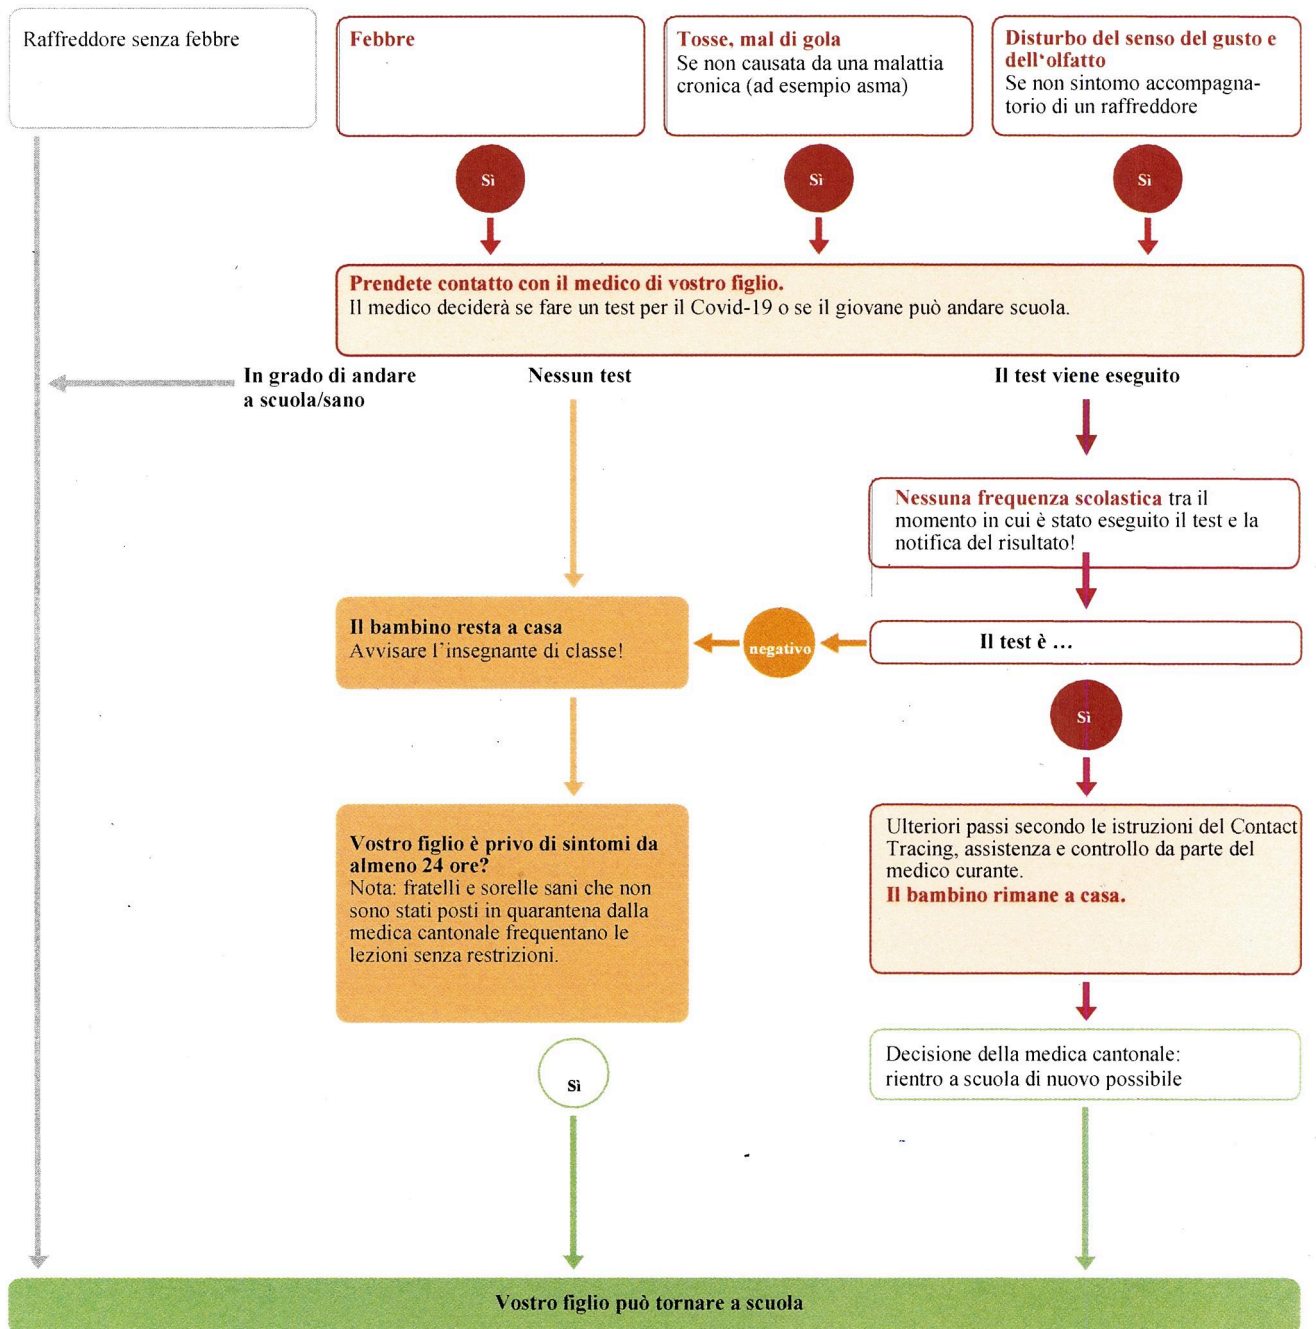 Raffreddore senza febbre
Febbre
Tosse, mal di gola
Se non causata da una malattia
cronica (ad esempio asma)
Disturbo del senso del gusto e
dell‘olfatto
Se non sintomo accompagna-
torio di un raffreddore
Sì
Sì
Sì
Prendete contatto con il medico di vostro figlio.
Il medico deciderà se fare un test per il Covid-19 o se il giovane può andare scuola.
In grado di andare
a scuola/sano
Nessun test
Il test viene eseguito
Nessuna frequenza scolastica tra il
momento in cui è stato eseguito il test e la
notifica del risultato!
Il bambino resta a casa
Avvisare l’insegnante di classe!
negativo
Il test è ...
Sì
Vostro figlio è privo di sintomi da
almeno 24 ore?
Nota: fratelli e sorelle sani che non
sono stati posti in quarantena dalla
medica cantonale frequentano le
lezioni senza restrizioni.
Ulteriori passi secondo le istruzioni del Contact
Tracing, assistenza e controllo da parte del
medico curante.
Il bambino rimane a casa.
Sì
Decisione della medica cantonale:
rientro a scuola di nuovo possibile
Vostro figlio può tornare a scuola